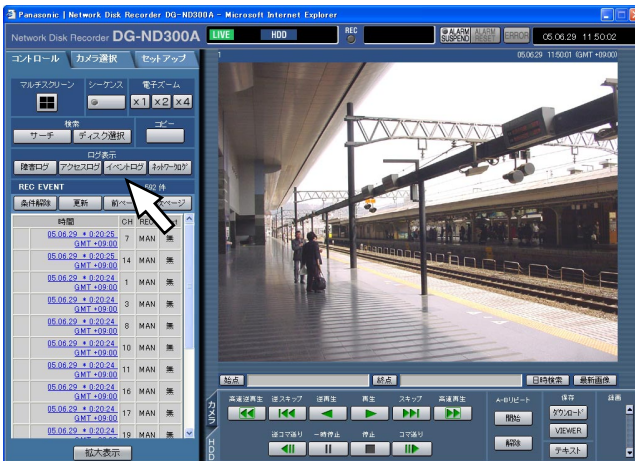 Panasonic | Network Disk Recorder DG-ND300A - Microsoft Internet Explorer
Network Disk Recorder DG-ND300A
LIVE
HDD
REC
ALARM SUSPEND
ALARM RESET
ERROR
05.06.29 11:50:02
コントロール
カメラ選択
セットアップ
1
05.06.29 11:50:01 (GMT +09:00)
マルチスクリーン
シーケンス
電子ズーム
×1
×2
×4
検索
コピー
サーチ
ディスク選択
ログ表示
障害ログ
アクセスログ
イベントログ
ネットワークログ
REC EVENT
592 件
条件解除
更新
前ペー
ページ
時間
CH
REC
05.06.29 * 0:20:25 GMT +09:00 7 MAN 無
05.06.29 * 0:20:25 GMT +09:00 14 MAN 無
05.06.29 * 0:20:24 GMT +09:00 1 MAN 無
05.06.29 * 0:20:24 GMT +09:00 3 MAN 無
05.06.29 * 0:20:24 GMT +09:00 8 MAN 無
05.06.29 * 0:20:24 GMT +09:00 10 MAN 無
05.06.29 * 0:20:24 GMT +09:00 11 MAN 無
05.06.29 * 0:20:24 GMT +09:00 16 MAN 無
05.06.29 * 0:20:24 GMT +09:00 17 MAN 無
05.06.29 * 0:20:24 19 MAN 無
拡大表示
始点
終点
日時検索
最新画像
カメラ
HD
高速逆再生
逆スキップ
逆再生
再生
スキップ
高速再生
逆コマ送り
一時停止
停止
コマ送り
A-Bリピート
開始
解除
保存
ダウンロード
VIEWER
テキスト
録画